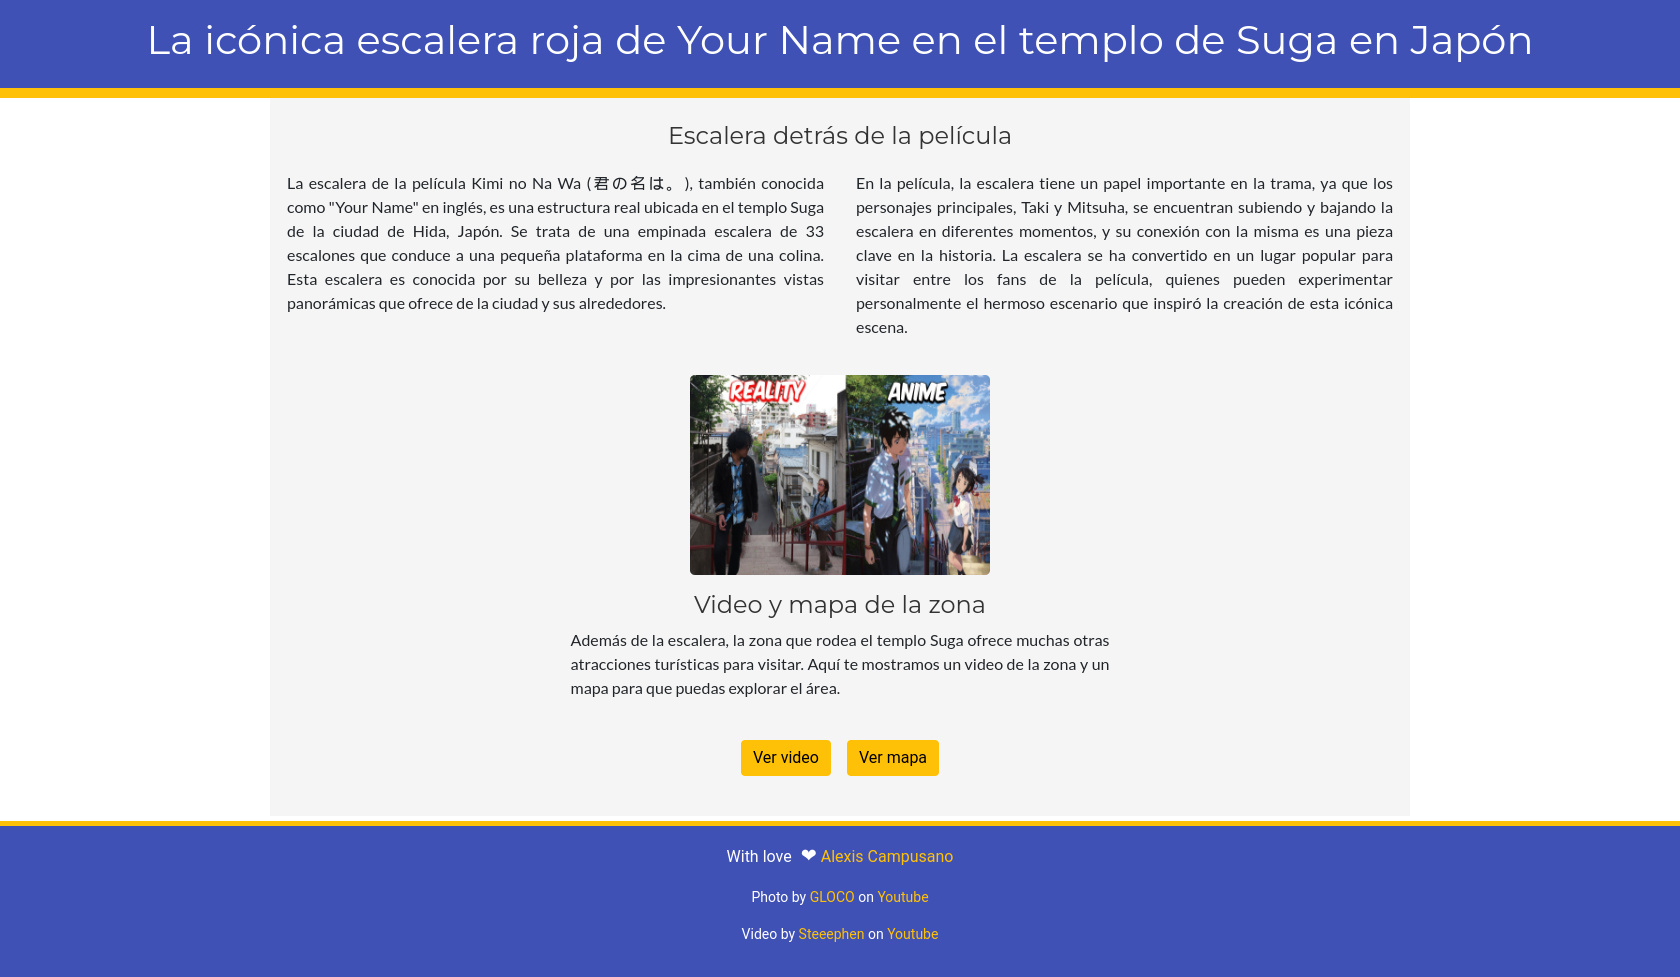 La icónica escalera roja de Your Name en el templo de Suga en Japón
Escalera detrás de la película
La escalera de la película Kimi no Na Wa (君の名は。), también conocida
como "Your Name" en inglés, es una estructura real ubicada en el templo Suga
de la ciudad de Hida, Japón. Se trata de una empinada escalera de 33
escalones que conduce a una pequeña plataforma en la cima de una colina.
Esta escalera es conocida por su belleza y por las impresionantes vistas
panorámicas que ofrece de la ciudad y sus alrededores.
En la película, la escalera tiene un papel importante en la trama, ya que los
personajes principales, Taki y Mitsuha, se encuentran subiendo y bajando la
escalera en diferentes momentos, y su conexión con la misma es una pieza
clave en la historia. La escalera se ha convertido en un lugar popular para
visitar entre los fans de la película, quienes pueden experimentar
personalmente el hermoso escenario que inspiró la creación de esta icónica
escena.
REALITY
ANIME
Video y mapa de la zona
Además de la escalera, la zona que rodea el templo Suga ofrece muchas otras
atracciones turísticas para visitar. Aquí te mostramos un video de la zona y un
mapa para que puedas explorar el área.
Ver video
Ver mapa
With love ❤ Alexis Campusano
Photo by GLOCO on Youtube
Video by Steeephen on Youtube